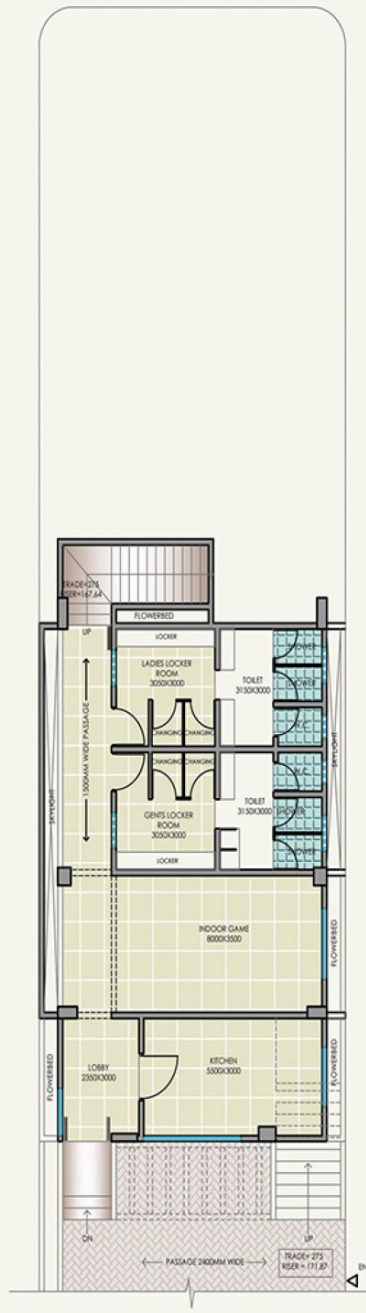 TRADE=275
RISER=167.64
UP
FLOWERBED
LOCKER
LADIES LOCKER
ROOM
3050X3000
TOILET
3150X3000
SHOWER
SHOWER
W.C
CHANGING
CHANGING
1500MM WIDE PASSAGE
SKYLIGHT
SKYLIGHT
CHANGING
CHANGING
W.C
GENTS LOCKER
ROOM
3050X3000
TOILET
3150X3000
SHOWER
SHOWER
LOCKER
INDOOR GAME
8000X3500
FLOWERBED
LOBBY
2350X3000
KITCHEN
5500X3000
FLOWERBED
FLOWERBED
DN
UP
PASSAGE 2400MM WIDE
TRADE= 275
RISER = 171.87